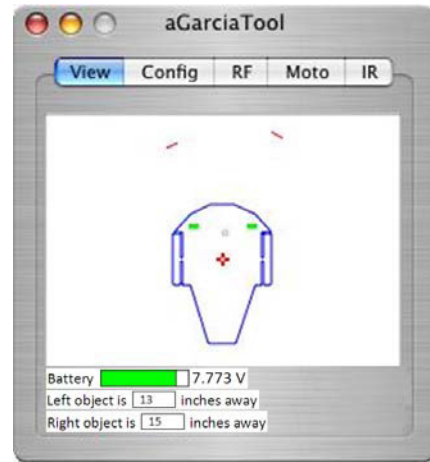 aGarciaTool
View Config RF Moto IR
Battery 7.773 V
Left object is 13 inches away
Right object is 15 inches away